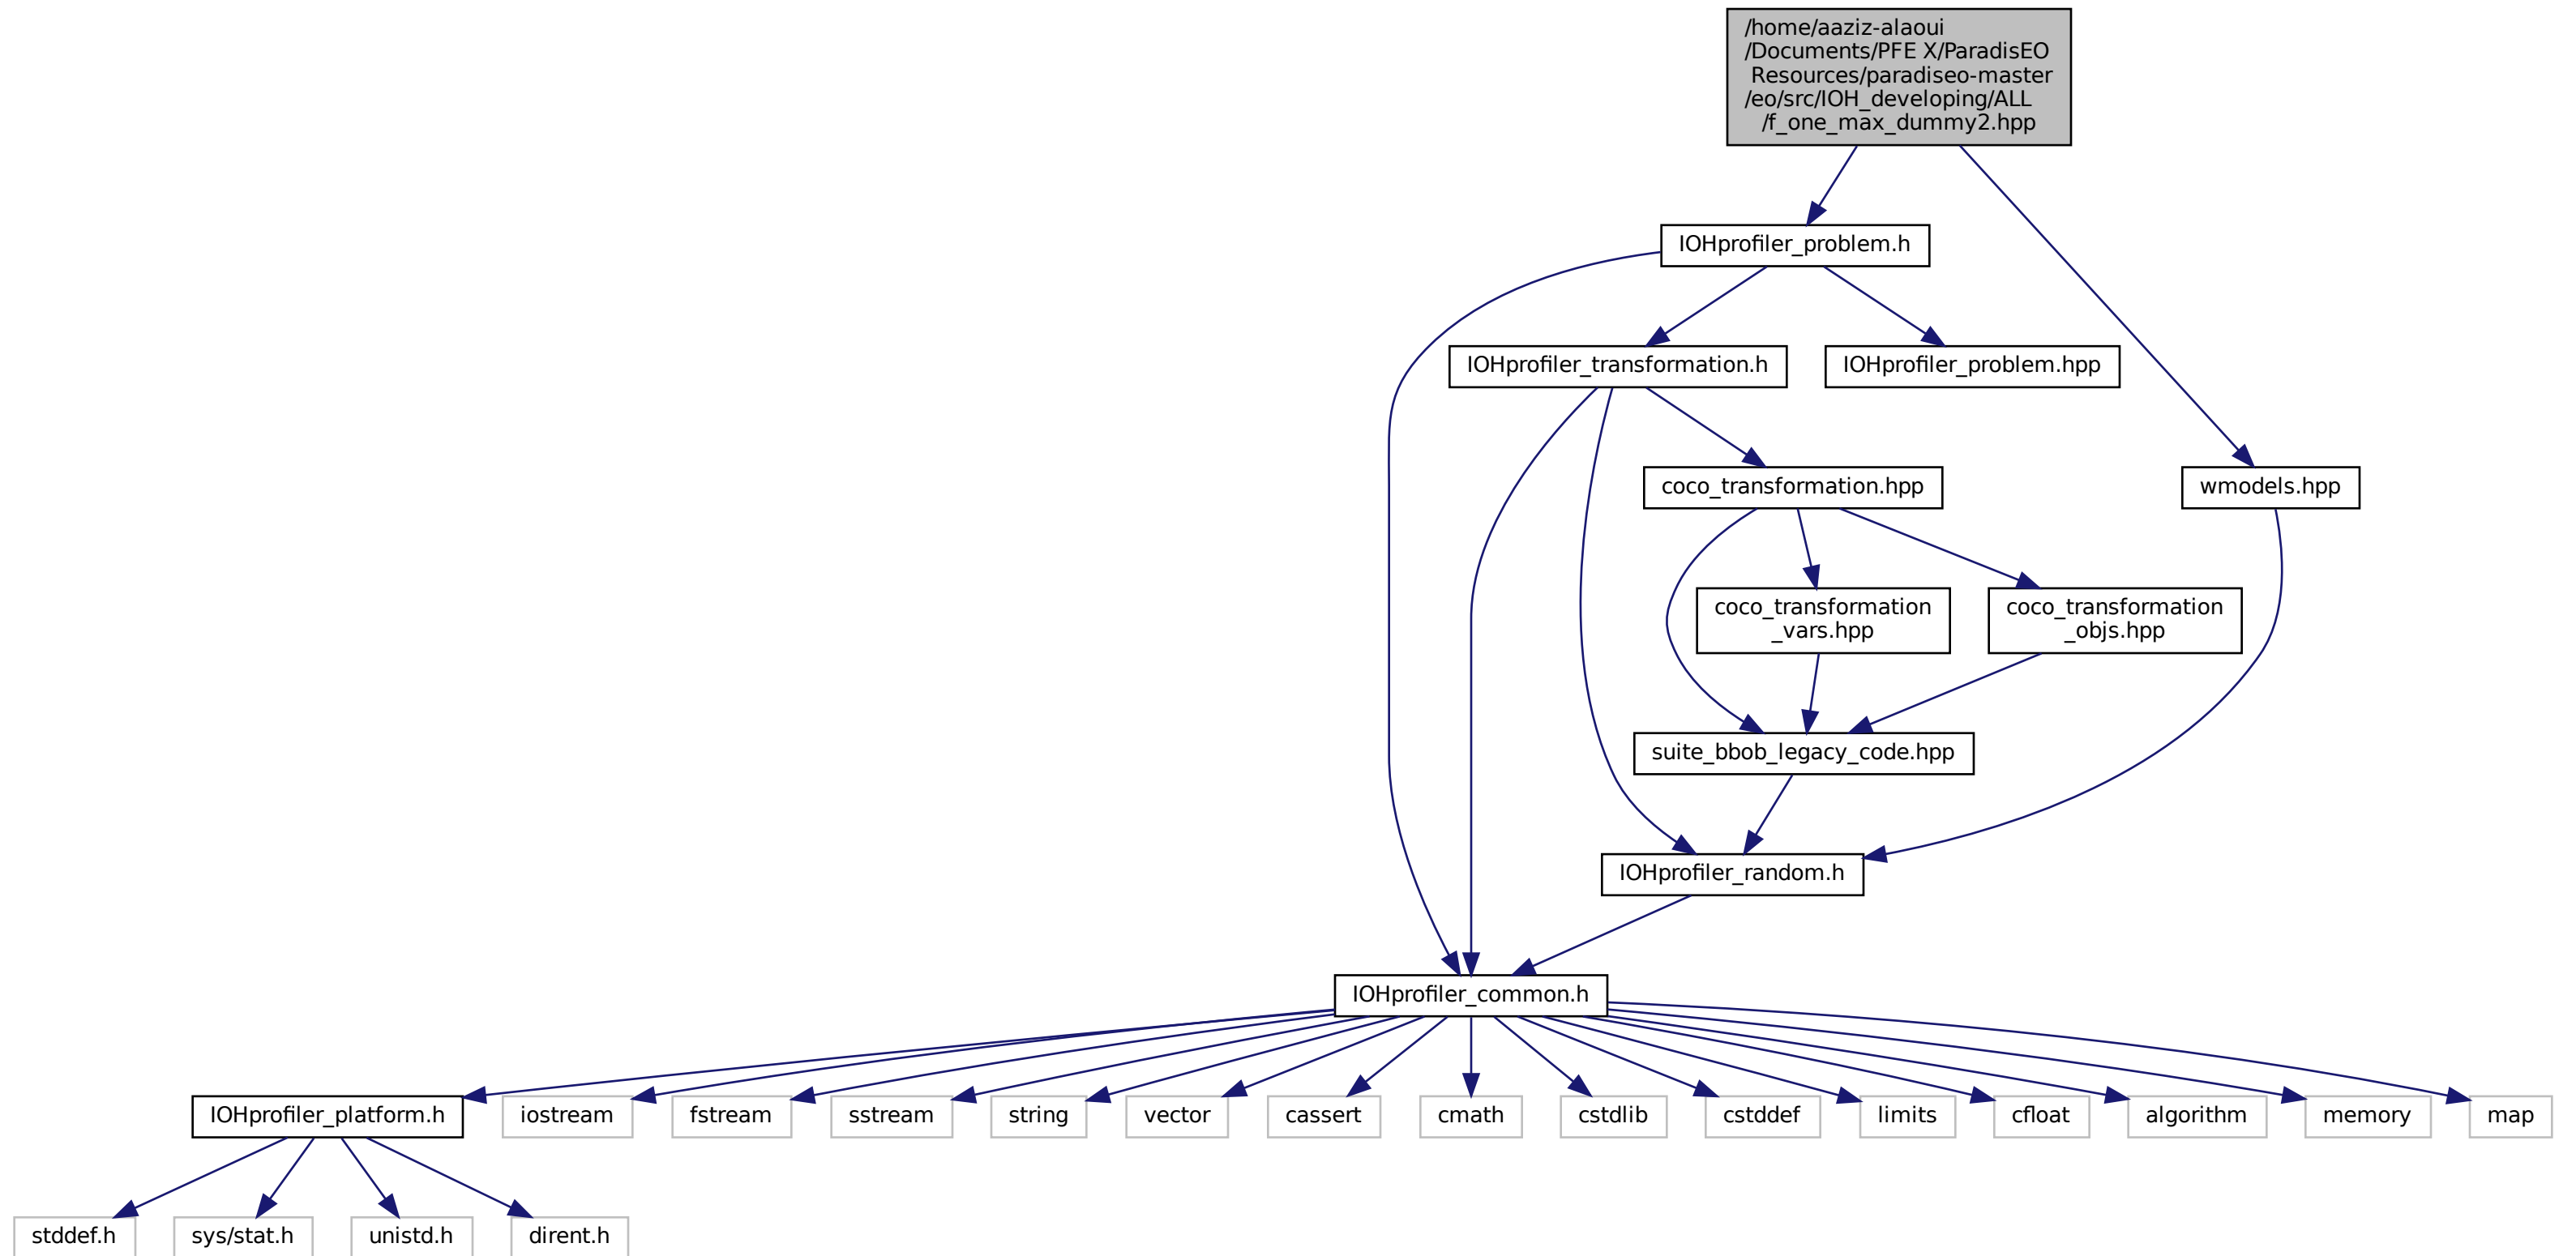 /home/aaziz-alaoui
/Documents/PFE X/ParadisEO
Resources/paradiseo-master
/eo/src/IOH_developing/ALL
/f_one_max_dummy2.hpp
IOHprofiler_problem.h
IOHprofiler_transformation.h
IOHprofiler_problem.hpp
coco_transformation.hpp
wmodels.hpp
coco_transformation
_vars.hpp
coco_transformation
_objs.hpp
suite_bbob_legacy_code.hpp
IOHprofiler_random.h
IOHprofiler_common.h
IOHprofiler_platform.h
iostream
fstream
sstream
string
vector
cassert
cmath
cstdlib
cstddef
limits
cfloat
algorithm
memory
map
stddef.h
sys/stat.h
unistd.h
dirent.h